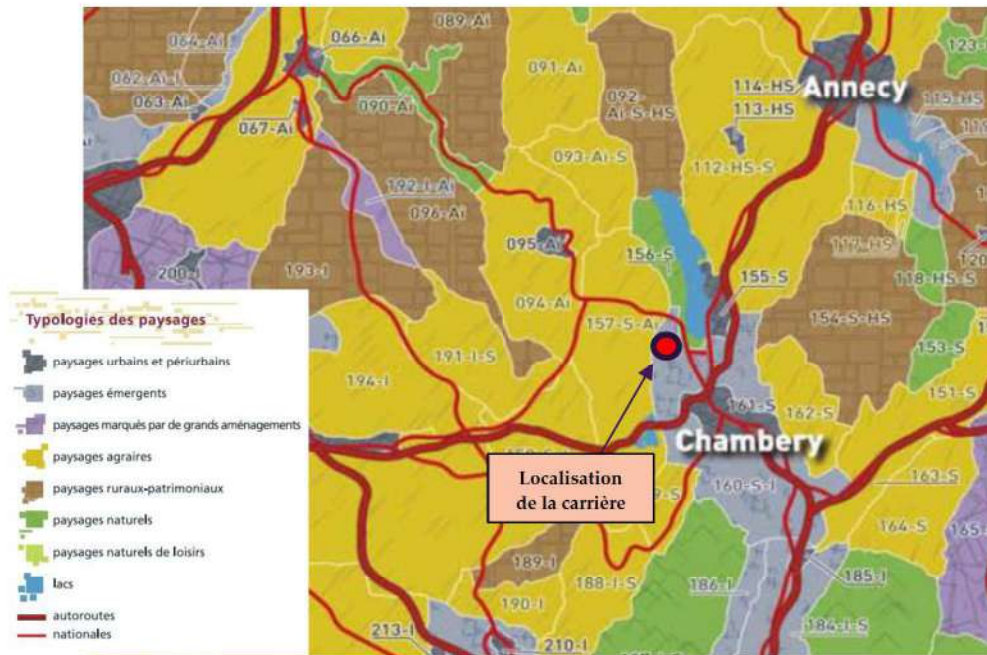 089-Ai
064-Ai
066-Ai
062-Ai-I
063-Ai
091-Ai
090-Ai
067-Ai
092
Ai-S-HS
114-HS
Annecy
113-HS
115-HS
093-Ai-S
112-HS-S
192-I-Ai
096-Ai
116-HS
117-HS
095-Ai
156-S
118-HS-S
200-I
193-I
155-S
094-Ai
157-S-Ai
154-S-HS
153-S
191-I-S
194-I
151-S
161-S
162-S
Chambery
163-S
160-S-I
164-S
189-I
188-I-S
190-I
186-I
185-I
213-I
210-I
184-I-S
Localisation
de la carrière
Typologies des paysages
paysages urbains et périurbains
paysages émergents
paysages marqués par de grands aménagements
paysages agraires
paysages ruraux-patrimoniaux
paysages naturels
paysages naturels de loisirs
lacs
autoroutes
nationales